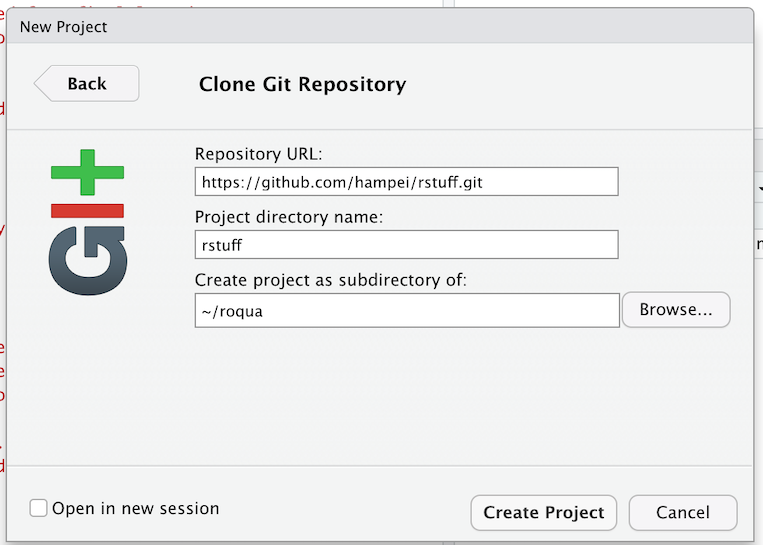 New Project
Back
Clone Git Repository
GIt
Repository URL:
https://github.com/hampei/rstuff.git
Project directory name:
rstuff
Create project as subdirectory of:
~/roqua
Browse...
Open in new session
Create Project
Cancel